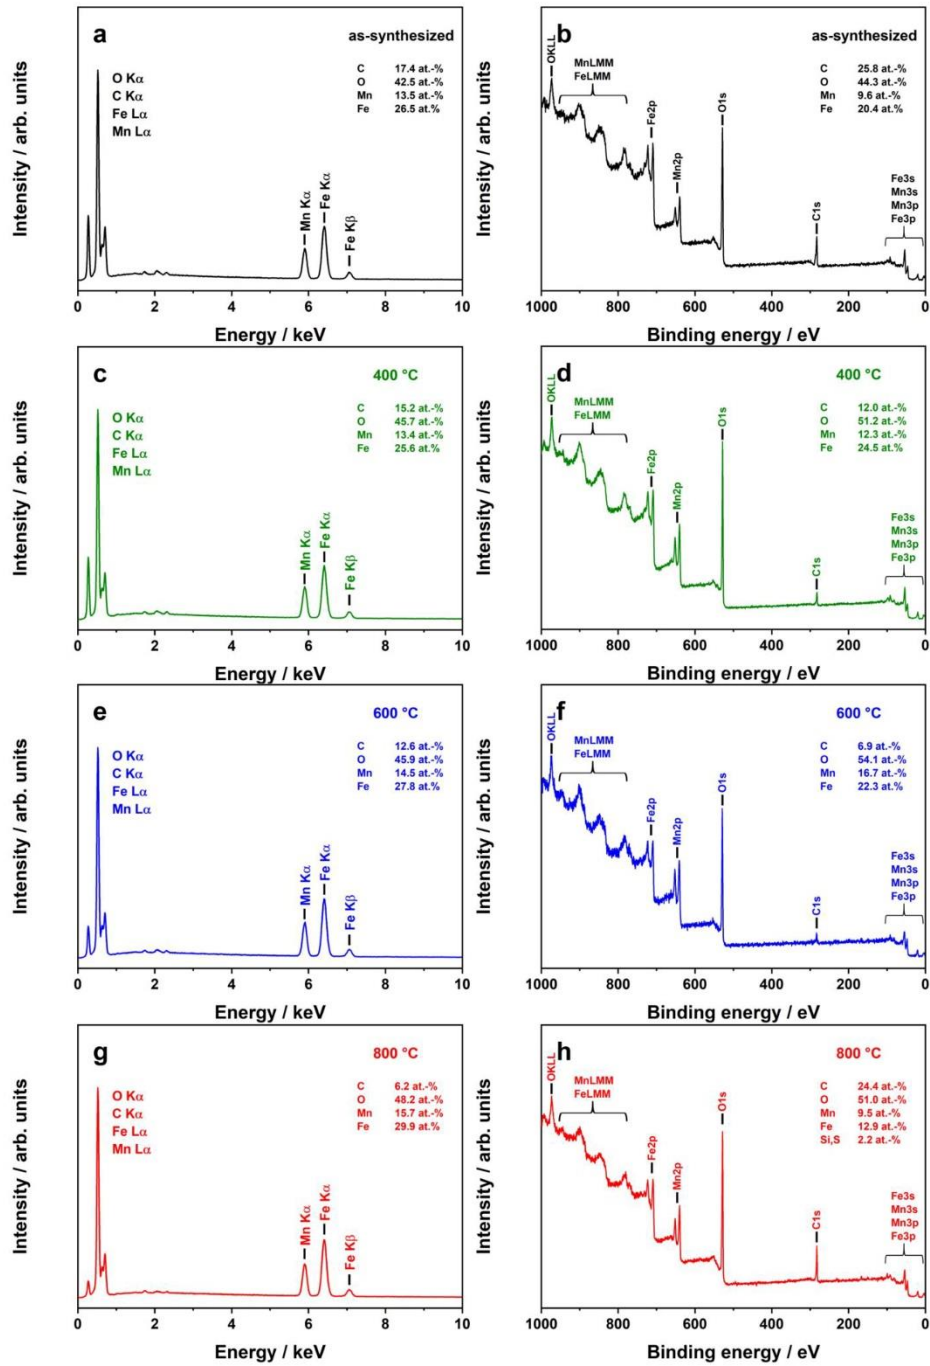 a
as-synthesized
C 17.4 at.-%
O 42.5 at.-%
Mn 13.5 at.-%
Fe 26.5 at.%
O Kα
C Kα
Fe Lα
Mn Lα
Mn Kα
Fe Kα
Fe Kβ
Intensity / arb. units
0 2 4 6 8 10
Energy / keV
b
as-synthesized
C 25.8 at.-%
O 44.3 at.-%
Mn 9.6 at.-%
Fe 20.4 at.%
OKLL
MnLMM
FeLMM
Fe2p
Mn2p
O1s
C1s
Fe3s
Mn3s
Mn3p
Fe3p
Intensity / arb. units
1000 800 600 400 200 0
Binding energy / eV
c
400 °C
C 15.2 at.-%
O 45.7 at.-%
Mn 13.4 at.-%
Fe 25.6 at.%
O Kα
C Kα
Fe Lα
Mn Lα
Mn Kα
Fe Kα
Fe Kβ
Intensity / arb. units
0 2 4 6 8 10
Energy / keV
d
400 °C
C 12.0 at.-%
O 51.2 at.-%
Mn 12.3 at.-%
Fe 24.5 at.%
OKLL
MnLMM
FeLMM
Fe2p
Mn2p
O1s
C1s
Fe3s
Mn3s
Mn3p
Fe3p
Intensity / arb. units
1000 800 600 400 200 0
Binding energy / eV
e
600 °C
C 12.6 at.-%
O 45.9 at.-%
Mn 14.5 at.-%
Fe 27.8 at.%
O Kα
C Kα
Fe Lα
Mn Lα
Mn Kα
Fe Kα
Fe Kβ
Intensity / arb. units
0 2 4 6 8 10
Energy / keV
f
600 °C
C 6.9 at.-%
O 54.1 at.-%
Mn 16.7 at.-%
Fe 22.3 at.%
OKLL
MnLMM
FeLMM
Fe2p
Mn2p
O1s
C1s
Fe3s
Mn3s
Mn3p
Fe3p
Intensity / arb. units
1000 800 600 400 200 0
Binding energy / eV
g
800 °C
C 6.2 at.-%
O 48.2 at.-%
Mn 15.7 at.-%
Fe 29.9 at.%
O Kα
C Kα
Fe Lα
Mn Lα
Mn Kα
Fe Kα
Fe Kβ
Intensity / arb. units
0 2 4 6 8 10
Energy / keV
h
800 °C
C 24.4 at.-%
O 51.0 at.-%
Mn 9.5 at.-%
Fe 12.9 at.%
Si,S 2.2 at.-%
OKLL
MnLMM
FeLMM
Fe2p
Mn2p
O1s
C1s
Fe3s
Mn3s
Mn3p
Fe3p
Intensity / arb. units
1000 800 600 400 200 0
Binding energy / eV